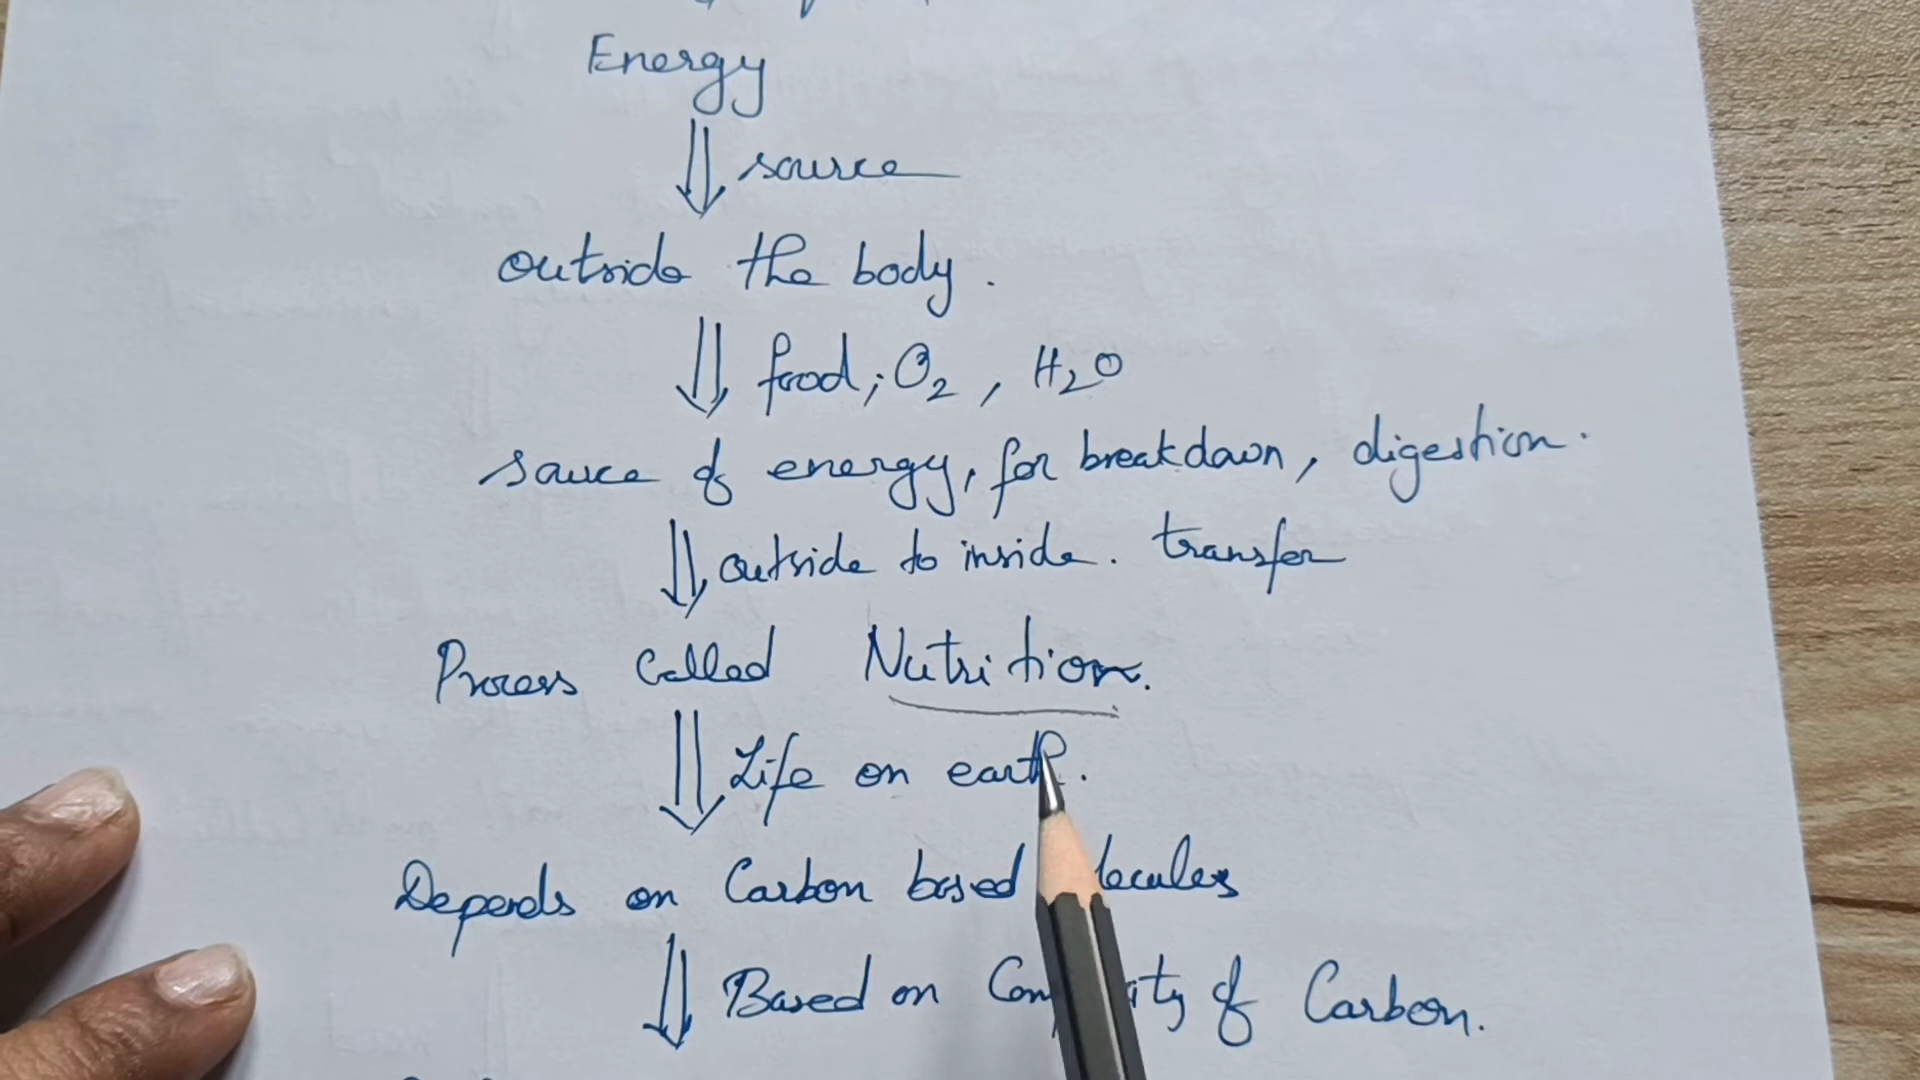 Energy
source
outside the body.
food, O2, H2O
source of energy, for breakdown, digestion.
outside to inside. transfer
Process Called Nutrition.
Life on earth.
Depends on Carbon based
Based on of Carbon.